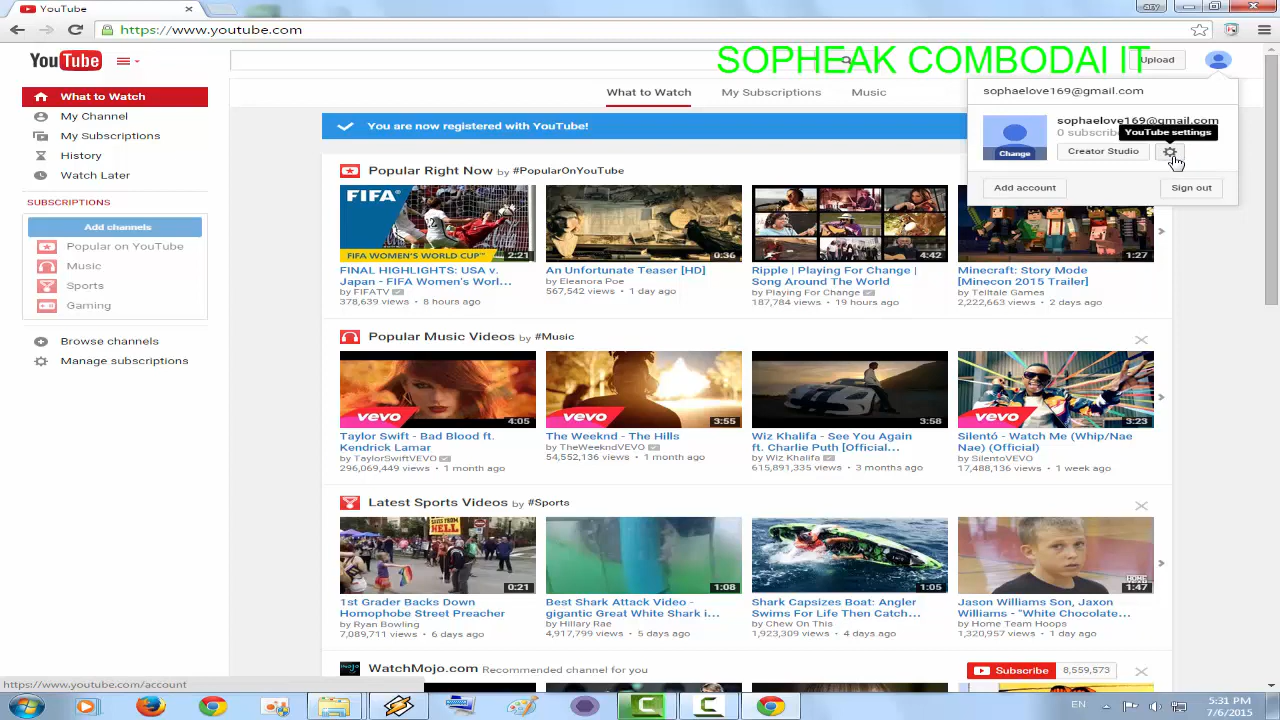 YouTube
https://www.youtube.com
YouTube
SOPHEAK COMBODAI IT
Upload
What to Watch
My Subscriptions
Music
sophaelove169@gmail.com
sophaelove169@gmail.com
0 subscribe
YouTube settings
Change
Creator Studio
Add account
Sign out
What to Watch
My Channel
My Subscriptions
History
Watch Later
SUBSCRIPTIONS
Add channels
Popular on YouTube
Music
Sports
Gaming
Browse channels
Manage subscriptions
You are now registered with YouTube!
Popular Right Now by #PopularOnYouTube
FIFA
FIFA WOMEN'S WORLD CUP™
2:21
FINAL HIGHLIGHTS: USA v.
Japan - FIFA Women's Worl...
by FIFATV
378,639 views • 8 hours ago
0:36
An Unfortunate Teaser [HD]
by Eleanora Poe
567,542 views • 1 day ago
4:42
Ripple | Playing For Change |
Song Around The World
by Playing For Change
187,784 views • 19 hours ago
1:27
Minecraft: Story Mode
[Minecon 2015 Trailer]
by Telltale Games
2,222,663 views • 2 days ago
Popular Music Videos by #Music
vevo
4:05
Taylor Swift - Bad Blood ft.
Kendrick Lamar
by TaylorSwiftVEVO
296,069,449 views • 1 month ago
vevo
3:55
The Weeknd - The Hills
by TheWeekndVEVO
54,552,136 views • 1 month ago
3:58
Wiz Khalifa - See You Again
ft. Charlie Puth [Official...
by Wiz Khalifa
615,891,335 views • 3 months ago
vevo
3:23
Silentó - Watch Me (Whip/Nae
Nae) (Official)
by SilentoVEVO
17,488,136 views • 1 week ago
Latest Sports Videos by #Sports
0:21
1st Grader Backs Down
Homophobe Street Preacher
by Ryan Bowling
7,089,711 views • 6 days ago
1:08
Best Shark Attack Video -
gigantic Great White Shark i...
by Hillary Rae
4,917,799 views • 5 days ago
1:05
Shark Capsizes Boat: Angler
Swims For Life Then Catch...
by Chew On This
1,923,309 views • 4 days ago
HOME
1:47
Jason Williams Son, Jaxon
Williams - "White Chocolate...
by Home Team Hoops
1,320,957 views • 1 day ago
WatchMojo.com Recommended channel for you
Subscribe
8,559,573
https://www.youtube.com/account
EN
5:31 PM
7/6/2015